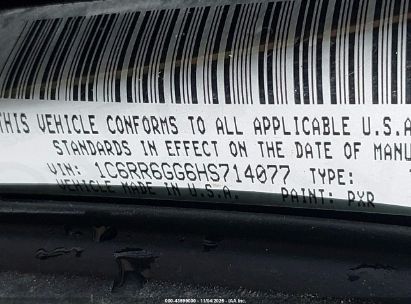 THIS VEHICLE CONFORMS TO ALL APPLICABLE U.S.A
STANDARDS IN EFFECT ON THE DATE OF MANU
VIN: 1C6RR6GG6HS714077 TYPE:
VEHICLE MADE IN U.S.A. PAINT: PXR